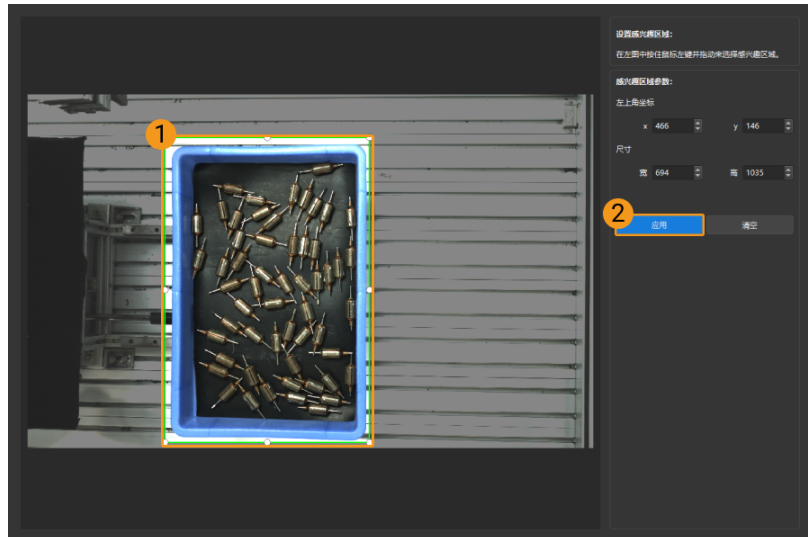 设置感兴趣区域:
在左图中按住鼠标左键并拖动来选择感兴趣区域。
感兴趣区域参数:
左上角坐标
x 466 y 146
尺寸
宽 694 高 1035
应用 清空
1
2